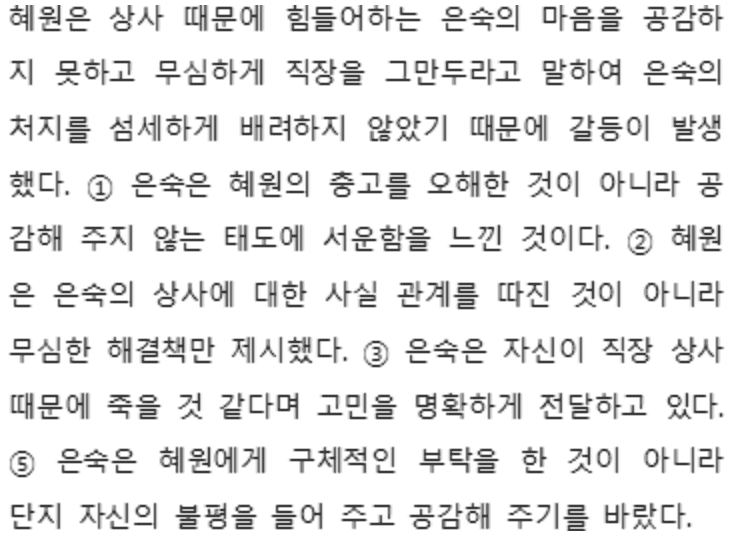 혜원은 상사 때문에 힘들어하는 은숙의 마음을 공감하
지 못하고 무심하게 직장을 그만두라고 말하여 은숙의
처지를 섬세하게 배려하지 않았기 때문에 갈등이 발생
했다. ① 은숙은 혜원의 충고를 오해한 것이 아니라 공
감해 주지 않는 태도에 서운함을 느낀 것이다. ② 혜원
은 은숙의 상사에 대한 사실 관계를 따진 것이 아니라
무심한 해결책만 제시했다. ③ 은숙은 자신이 직장 상사
때문에 죽을 것 같다며 고민을 명확하게 전달하고 있다.
⑤ 은숙은 혜원에게 구체적인 부탁을 한 것이 아니라
단지 자신의 불평을 들어 주고 공감해 주기를 바랐다.